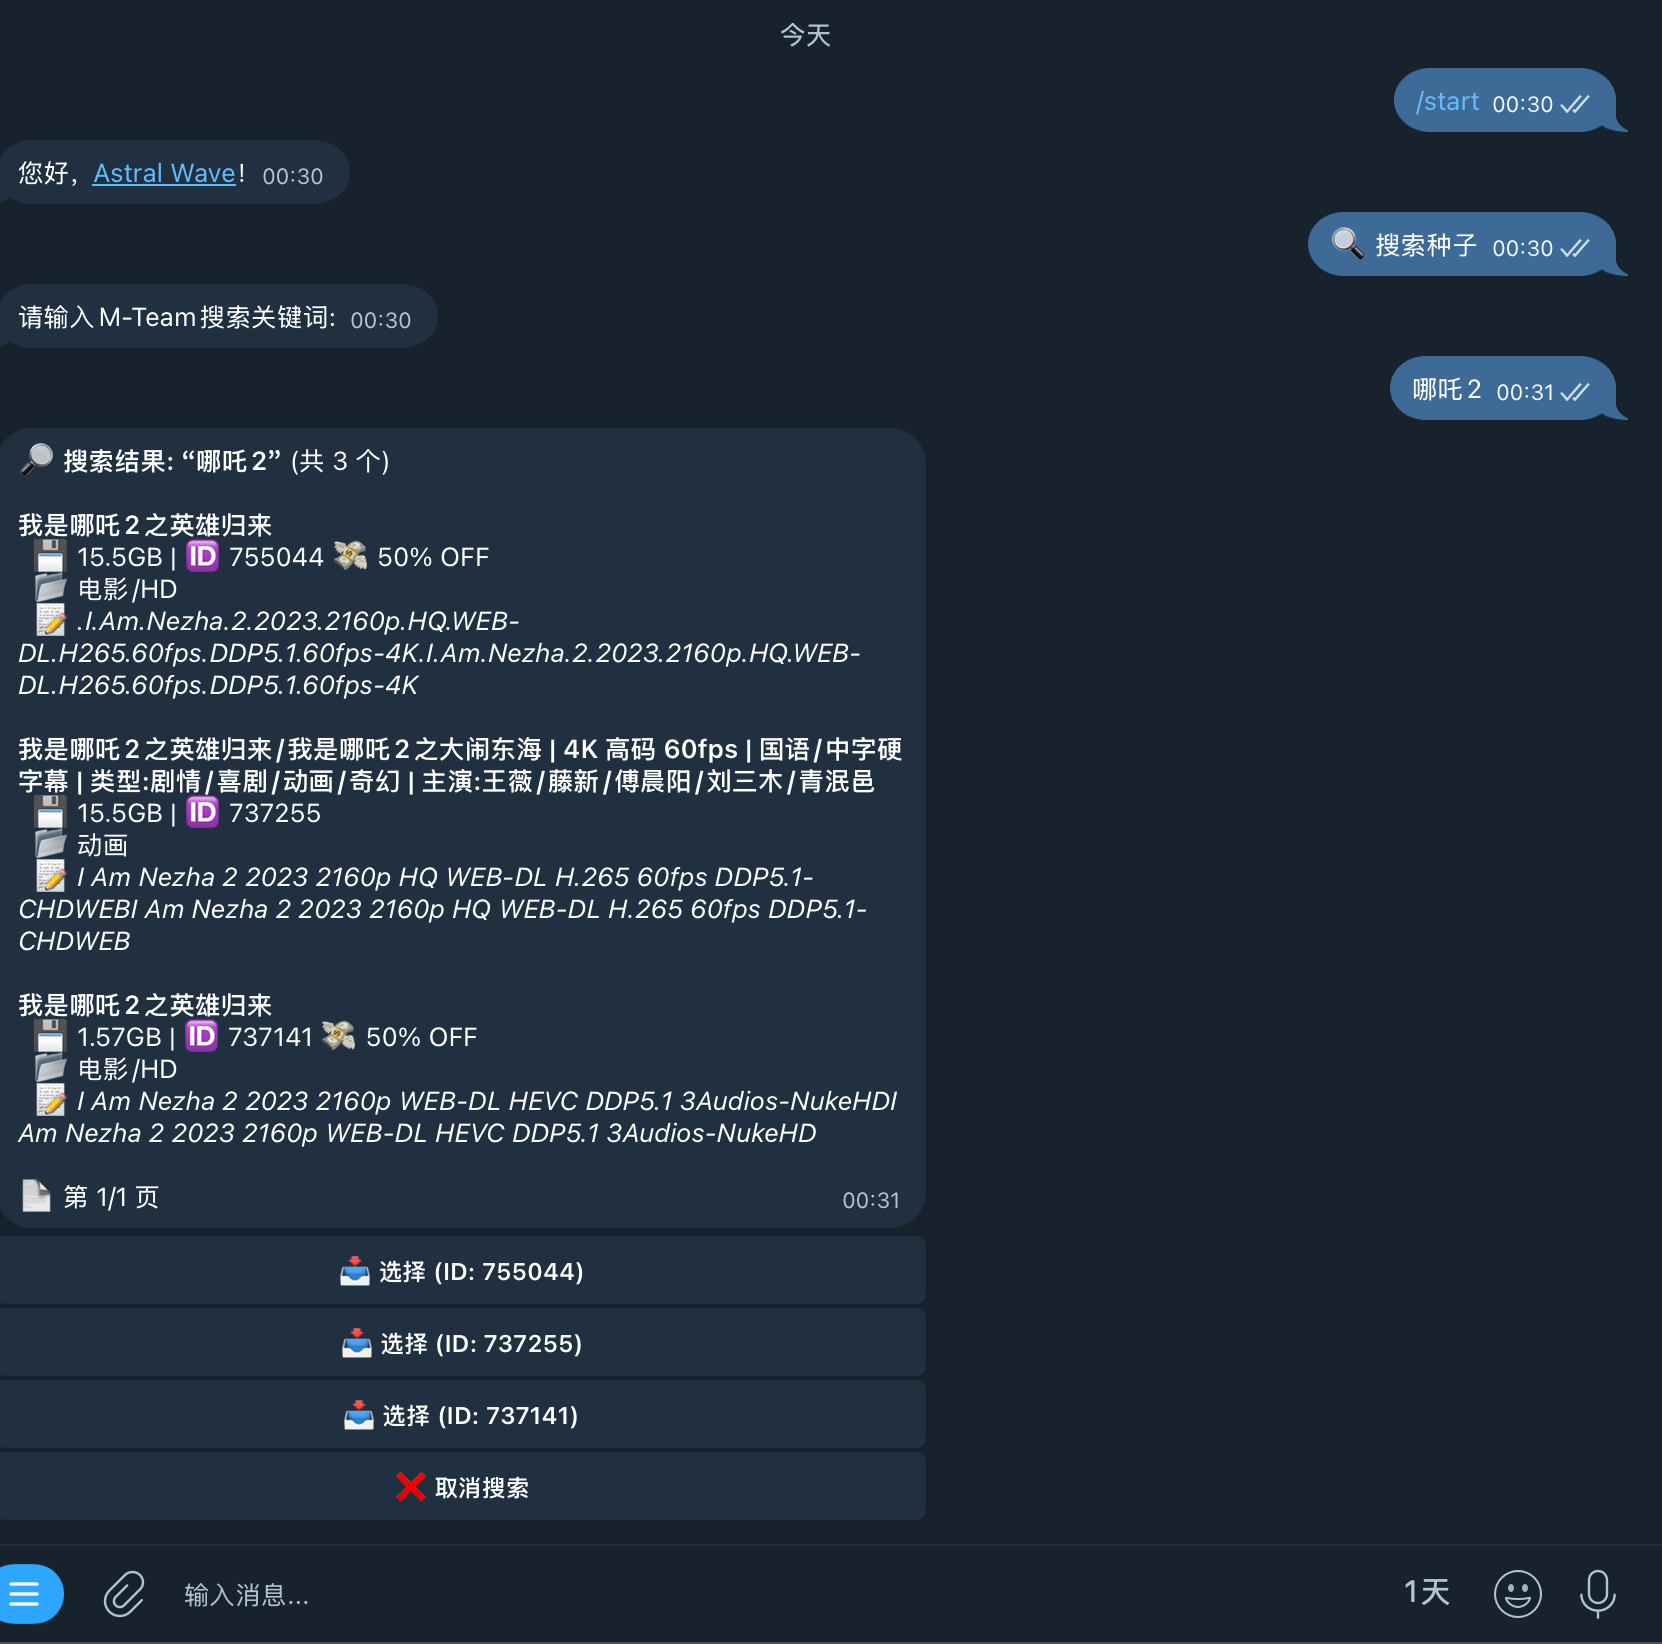 今天
/start 00:30
您好，Astral Wave！ 00:30
🔍 搜索种子 00:30
请输入M-Team搜索关键词: 00:30
哪吒2 00:31
🔎 搜索结果: “哪吒2” (共 3 个)
我是哪吒2之英雄归来
💾 15.5GB | 🆔 755044 💸 50% OFF
📂 电影/HD
📝 .I.Am.Nezha.2.2023.2160p.HQ.WEB-
DL.H265.60fps.DDP5.1.60fps-4K.I.Am.Nezha.2.2023.2160p.HQ.WEB-
DL.H265.60fps.DDP5.1.60fps-4K
我是哪吒2之英雄归来/我是哪吒2之大闹东海 | 4K 高码 60fps | 国语/中字硬
字幕 | 类型:剧情/喜剧/动画/奇幻 | 主演:王薇/藤新/傅晨阳/刘三木/青泯邑
💾 15.5GB | 🆔 737255
📂 动画
📝 I Am Nezha 2 2023 2160p HQ WEB-DL H.265 60fps DDP5.1-
CHDWEBI Am Nezha 2 2023 2160p HQ WEB-DL H.265 60fps DDP5.1-
CHDWEB
我是哪吒2之英雄归来
💾 1.57GB | 🆔 737141 💸 50% OFF
📂 电影/HD
📝 I Am Nezha 2 2023 2160p WEB-DL HEVC DDP5.1 3Audios-NukeHDI
Am Nezha 2 2023 2160p WEB-DL HEVC DDP5.1 3Audios-NukeHD
📄 第 1/1 页 00:31
📥 选择 (ID: 755044)
📥 选择 (ID: 737255)
📥 选择 (ID: 737141)
❌ 取消搜索
输入消息... 1天